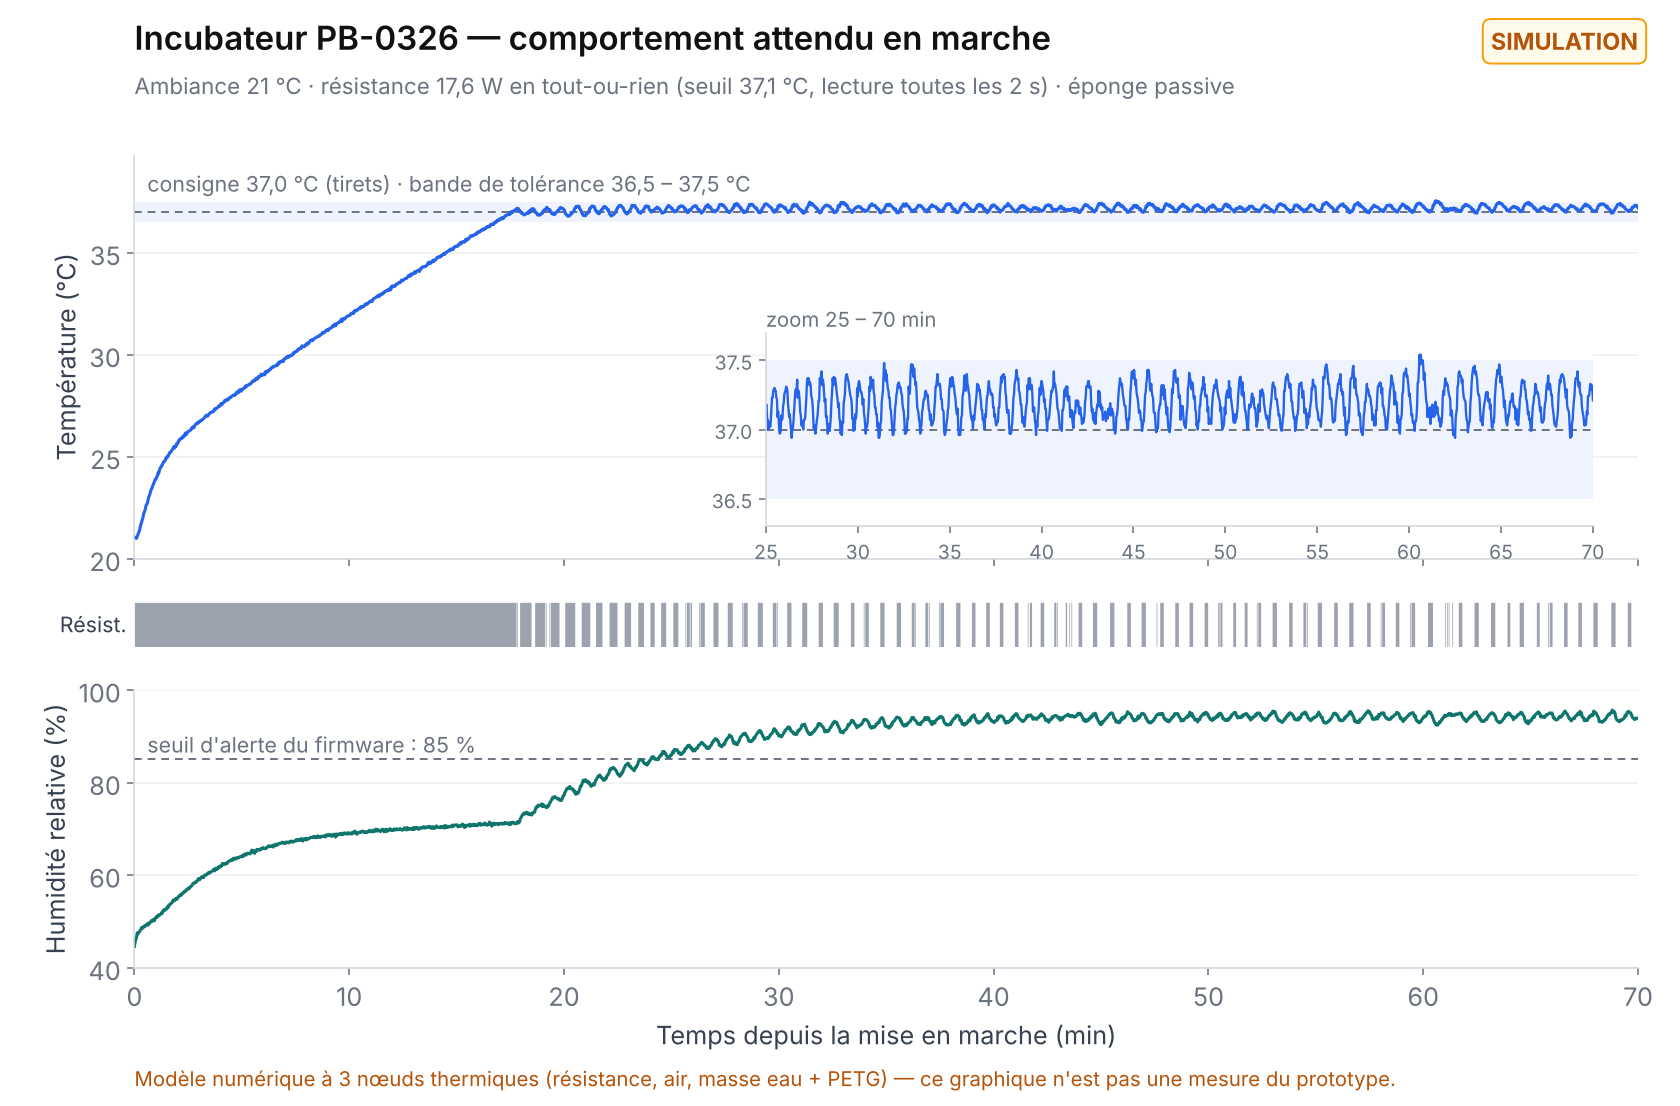 Incubateur PB-0326 — comportement attendu en marche
SIMULATION
Ambiance 21 °C · résistance 17,6 W en tout-ou-rien (seuil 37,1 °C, lecture toutes les 2 s) · éponge passive
consigne 37,0 °C (tirets) · bande de tolérance 36,5 – 37,5 °C
Température (°C)
35
30
25
20
zoom 25 – 70 min
37.5
37.0
36.5
25 30 35 40 45 50 55 60 65 70
Résist.
Humidité relative (%)
100
80
60
40
seuil d'alerte du firmware : 85 %
0 10 20 30 40 50 60 70
Temps depuis la mise en marche (min)
Modèle numérique à 3 nœuds thermiques (résistance, air, masse eau + PETG) — ce graphique n'est pas une mesure du prototype.